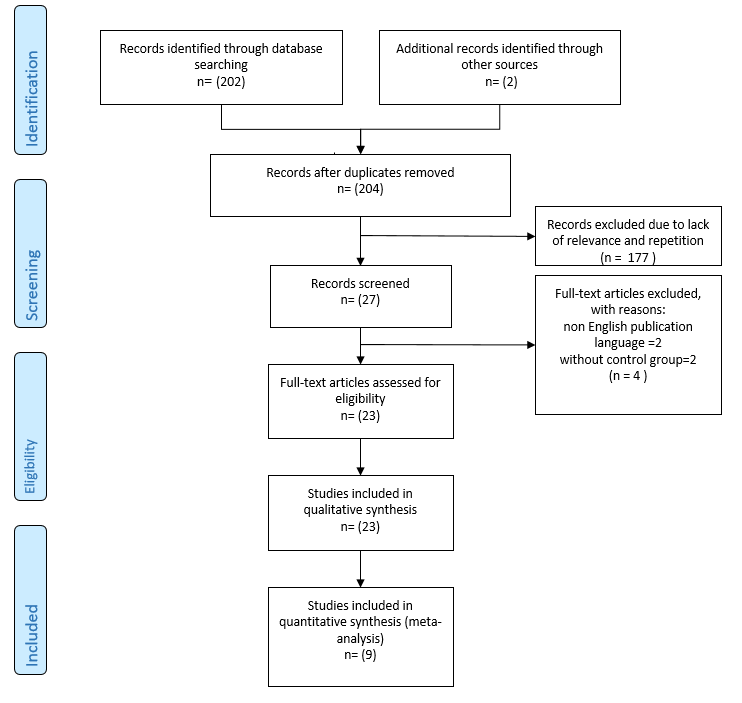 Identification
Records identified through database
searching
n= (202)
Additional records identified through
other sources
n= (2)
Records after duplicates removed
n= (204)
Screening
Records excluded due to lack
of relevance and repetition
(n = 177 )
Records screened
n= (27)
Full-text articles excluded,
with reasons:
non English publication
language =2
without control group=2
(n = 4 )
Eligibility
Full-text articles assessed for
eligibility
n= (23)
Studies included in
qualitative synthesis
n= (23)
Included
Studies included in
quantitative synthesis (meta-
analysis)
n= (9)